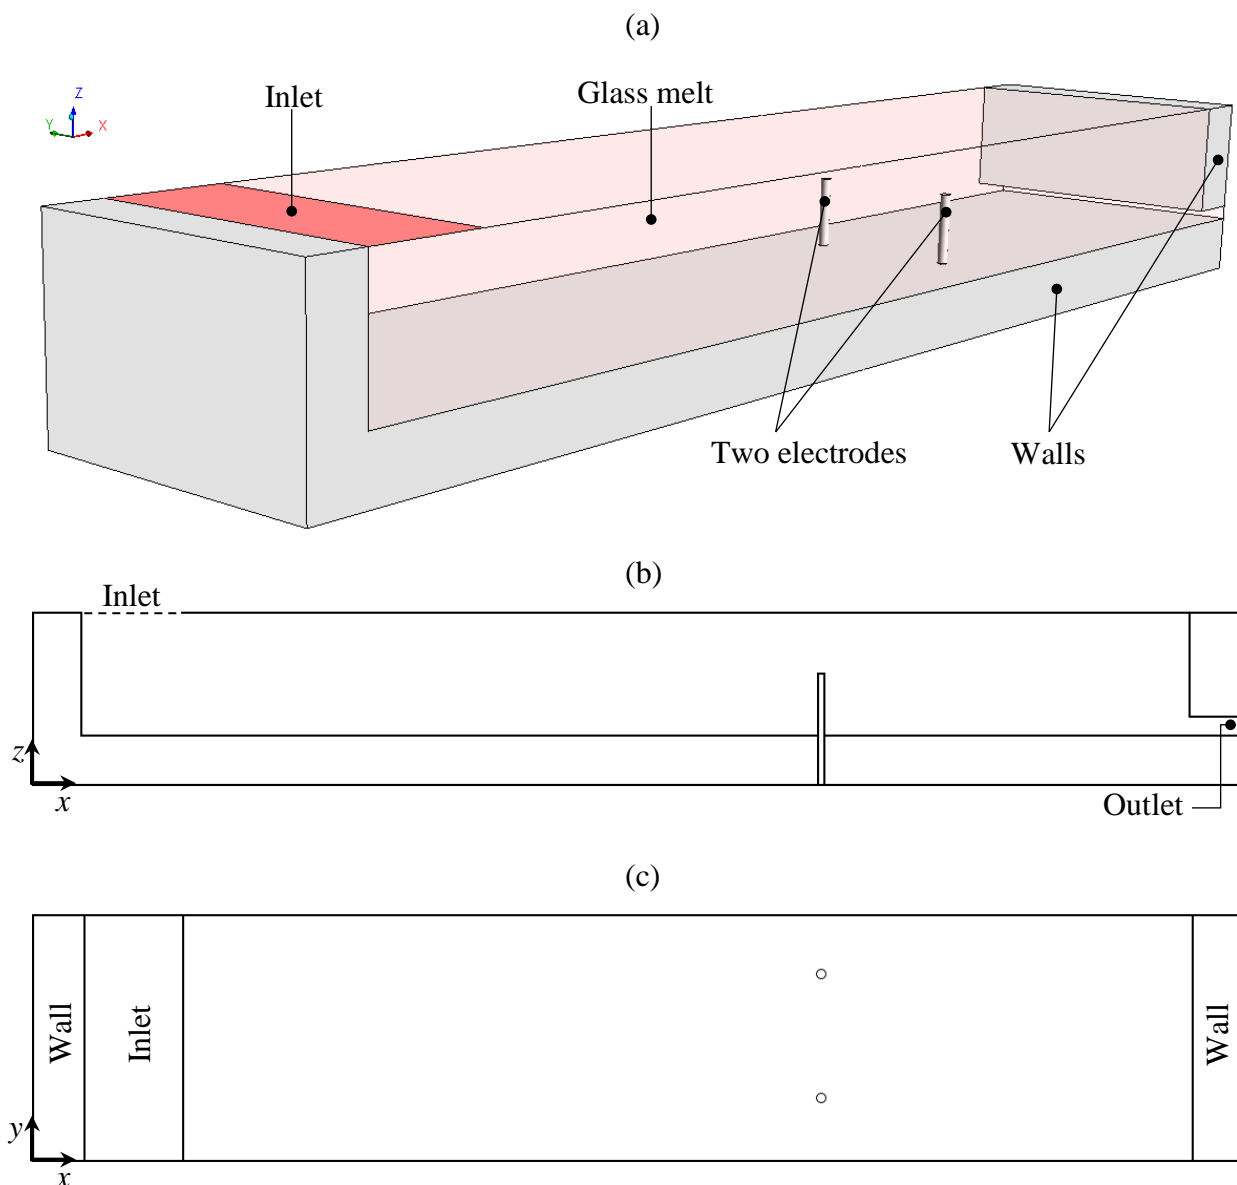 (a)
Inlet
Glass melt
Z
Y
X
Two electrodes
Walls
(b)
Inlet
z
x
Outlet
(c)
Wall
Inlet
Wall
y
x